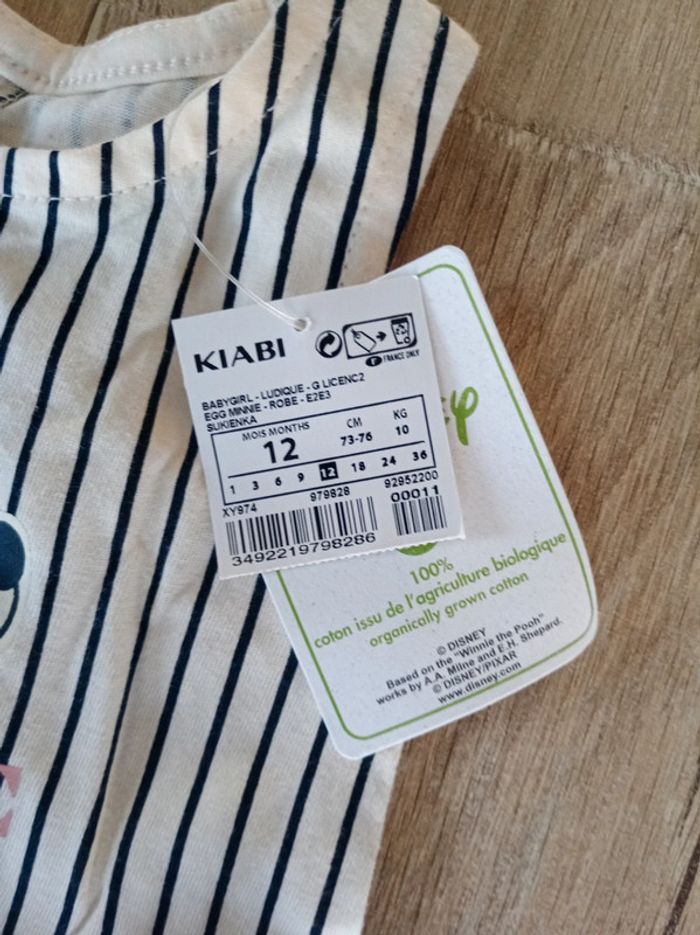 KIABI
FRANCE ONLY
BABYGIRL - LUDIQUE - G LICENC2
EGG MINNIE - ROBE - E2E3
SUKIENKA
MOIS MONTHS CM KG
12 73-76 10
1 3 6 9 12 18 24 36
XY974 979828 92952200
00011
3492219798286
100%
coton issu de l'agriculture biologique
organically grown cotton
© DISNEY
Based on the "Winnie the Pooh"
works by A.A. Milne and E.H. Shepard.
© DISNEY/PIXAR
www.disney.com